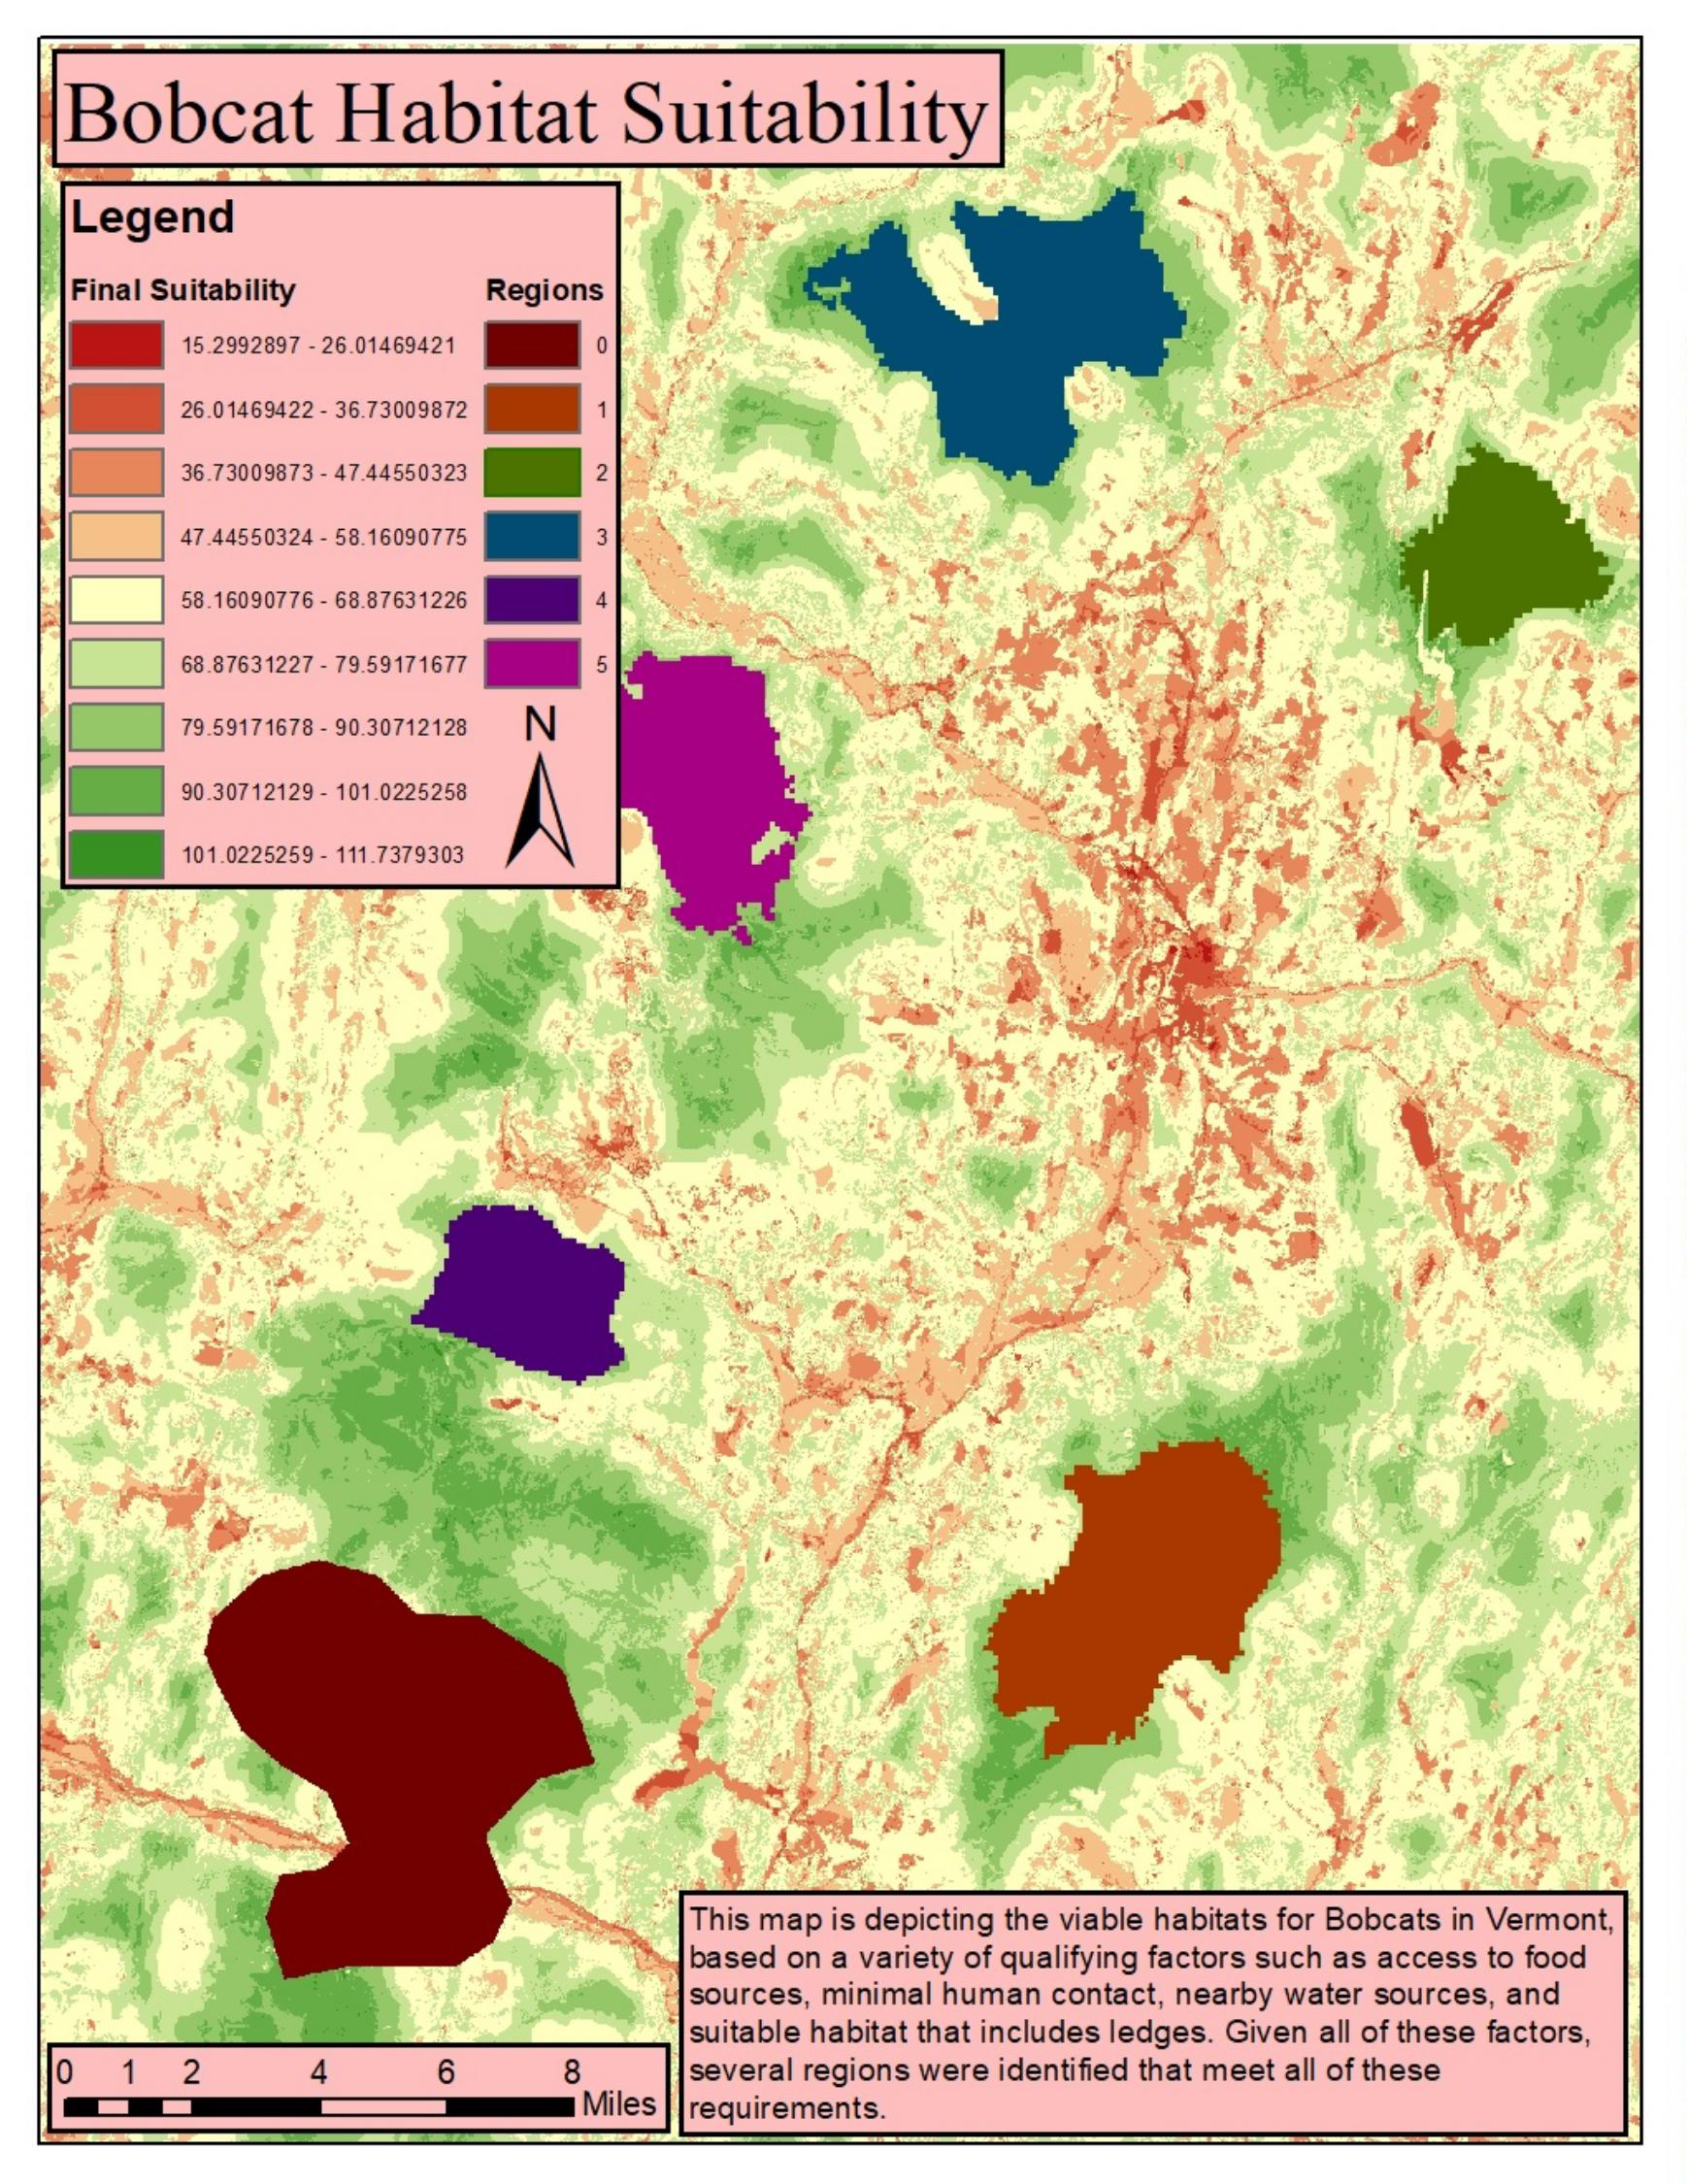 Bobcat Habitat Suitability
Legend
Final Suitability Regions
15.2992897 - 26.01469421 0
26.01469422 - 36.73009872 1
36.73009873 - 47.44550323 2
47.44550324 - 58.16090775 3
58.16090776 - 68.87631226 4
68.87631227 - 79.59171677 5
79.59171678 - 90.30712128 N
90.30712129 - 101.0225258
101.0225259 - 111.7379303
This map is depicting the viable habitats for Bobcats in Vermont,
based on a variety of qualifying factors such as access to food
sources, minimal human contact, nearby water sources, and
suitable habitat that includes ledges. Given all of these factors,
several regions were identified that meet all of these
requirements.
0 1 2 4 6 8
Miles